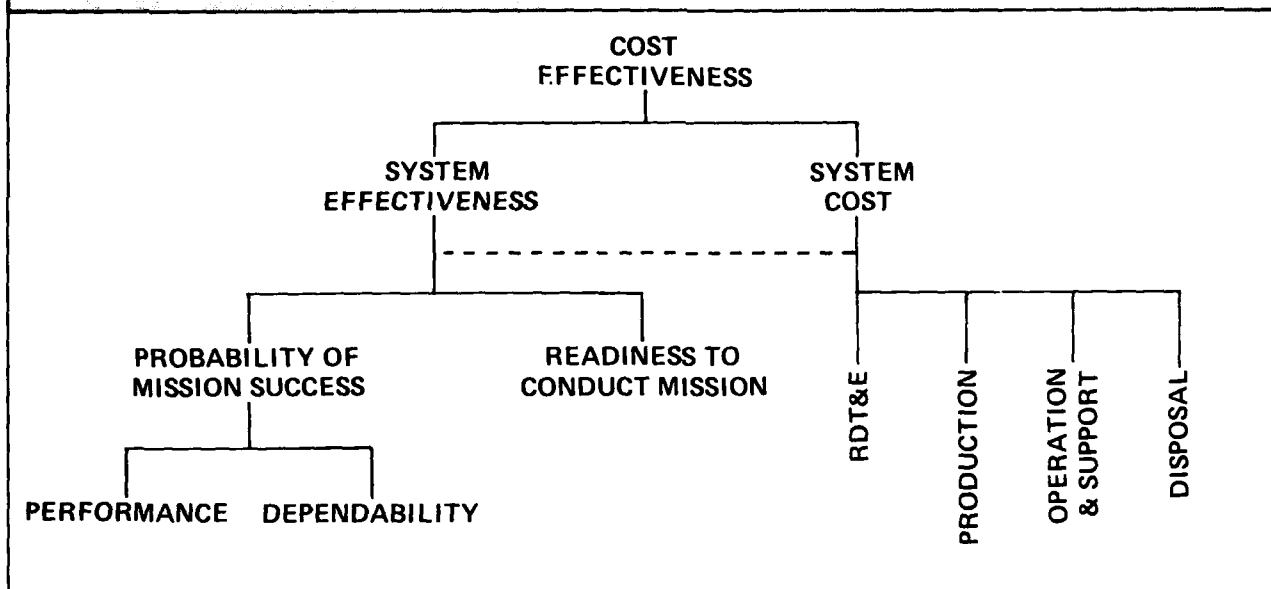 COST
EFFECTIVENESS
SYSTEM
EFFECTIVENESS
SYSTEM
COST
PROBABILITY OF
MISSION SUCCESS
READINESS TO
CONDUCT MISSION
PERFORMANCE
DEPENDABILITY
RDT&E
PRODUCTION
OPERATION
& SUPPORT
DISPOSAL